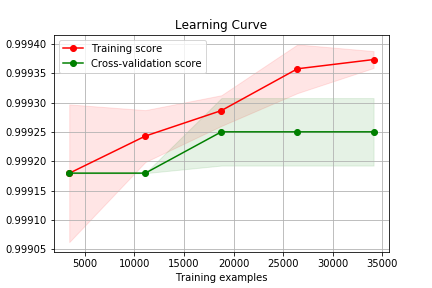 Learning Curve
0.99940
0.99935
0.99930
0.99925
0.99920
0.99915
0.99910
0.99905
Training score
Cross-validation score
5000 10000 15000 20000 25000 30000 35000
Training examples